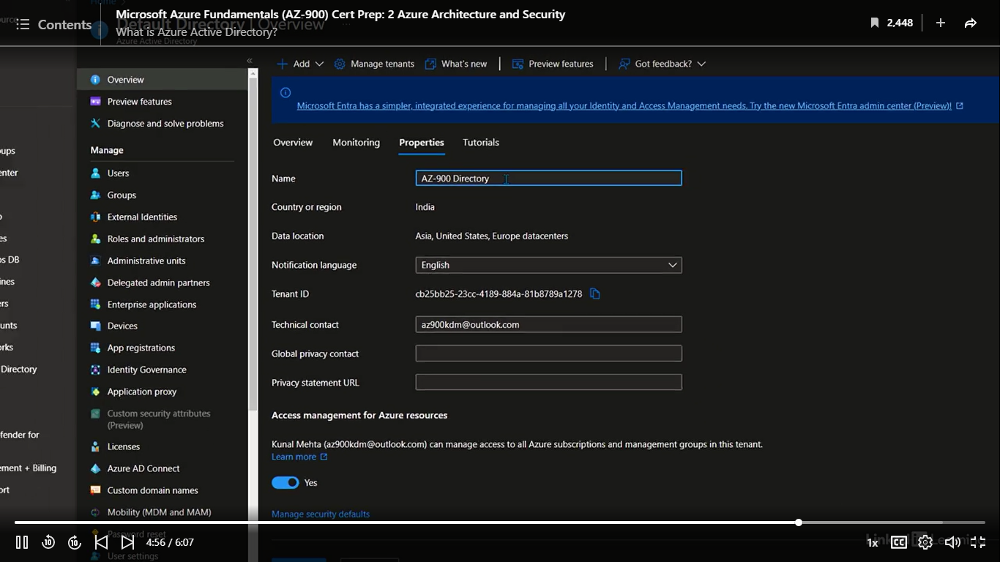 Home >
Microsoft Azure Fundamentals (AZ-900) Cert Prep: 2 Azure Architecture and Security
Contents
Default Directory | Overview
What is Azure Active Directory?
Azure Active Directory
2,448
Add
Manage tenants
What's new
Preview features
Got feedback?
Microsoft Entra has a simpler, integrated experience for managing all your Identity and Access Management needs. Try the new Microsoft Entra admin center (Preview)!
Overview
Preview features
Diagnose and solve problems
Manage
Users
Groups
External Identities
Roles and administrators
Administrative units
Delegated admin partners
Enterprise applications
Devices
App registrations
Identity Governance
Application proxy
Custom security attributes
(Preview)
Licenses
Azure AD Connect
Custom domain names
Mobility (MDM and MAM)
Password reset
User settings
Overview
Monitoring
Properties
Tutorials
Name
AZ-900 Directory
Country or region
India
Data location
Asia, United States, Europe datacenters
Notification language
English
Tenant ID
cb25bb25-23cc-4189-884a-81b8789a1278
Technical contact
az900kdm@outlook.com
Global privacy contact
Privacy statement URL
Access management for Azure resources
Kunal Mehta (az900kdm@outlook.com) can manage access to all Azure subscriptions and management groups in this tenant.
Learn more
Yes
Manage security defaults
oups
enter
es
os DB
ines
ers
unts
orks
Directory
fender for
ement + Billing
ort
4:56 / 6:07
1x
CC